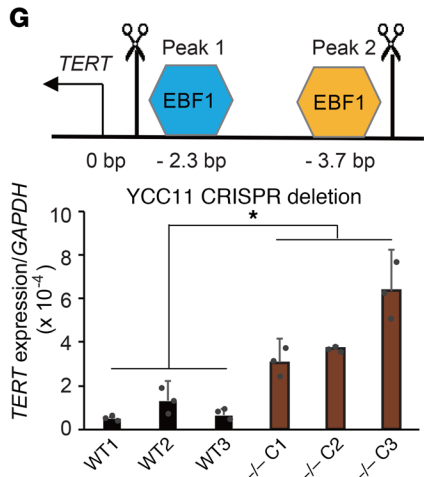 G
TERT
Peak 1
Peak 2
EBF1
EBF1
0 bp
- 2.3 bp
- 3.7 bp
YCC11 CRISPR deletion
TERT expression/GAPDH
(x 10⁻⁴)
10
8
6
4
2
0
*
WT1
WT2
WT3
–/– C1
–/– C2
–/– C3